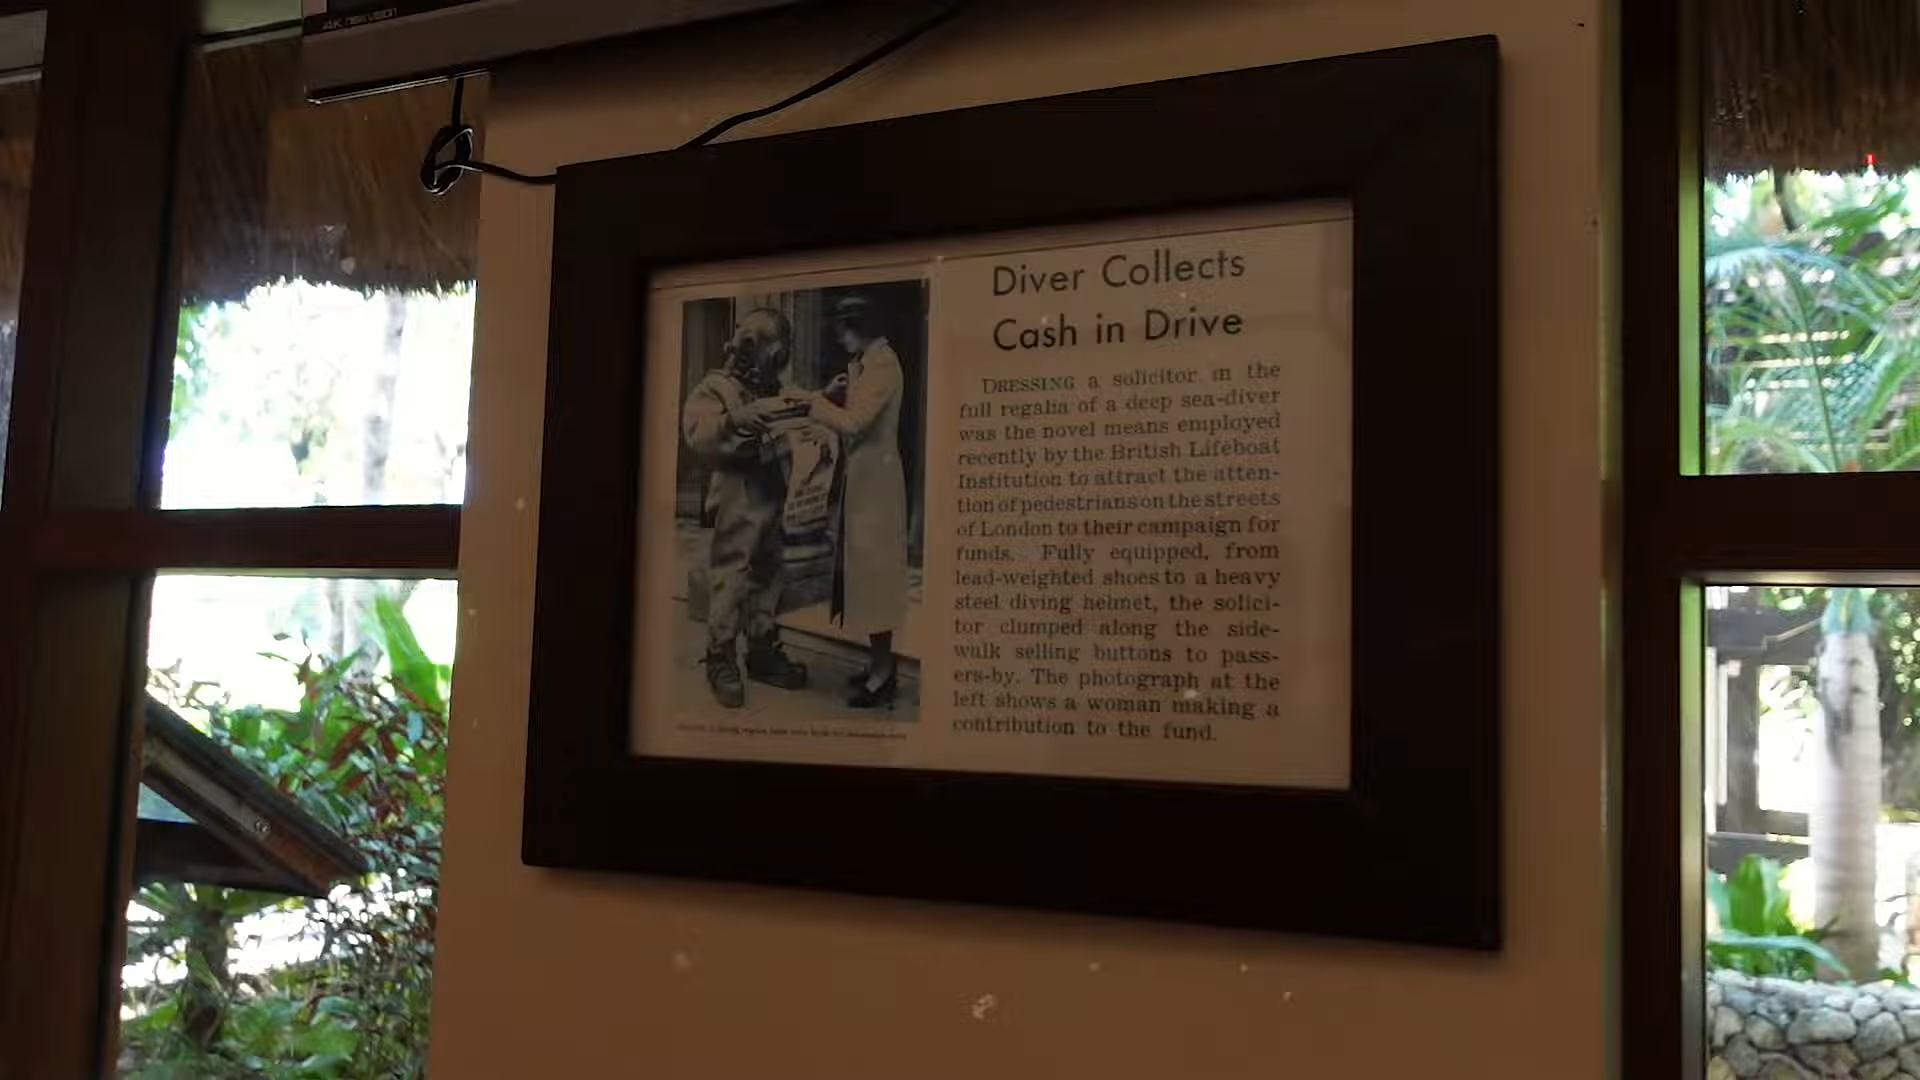 Diver Collects
Cash in Drive
DRESSING a solicitor in the
full regalia of a deep sea-diver
was the novel means employed
recently by the British Lifeboat
Institution to attract the atten-
tion of pedestrians on the streets
of London to their campaign for
funds. Fully equipped, from
lead-weighted shoes to a heavy
steel diving helmet, the solici-
tor clumped along the side-
walk selling buttons to pass-
ers-by. The photograph at the
left shows a woman making a
contribution to the fund.